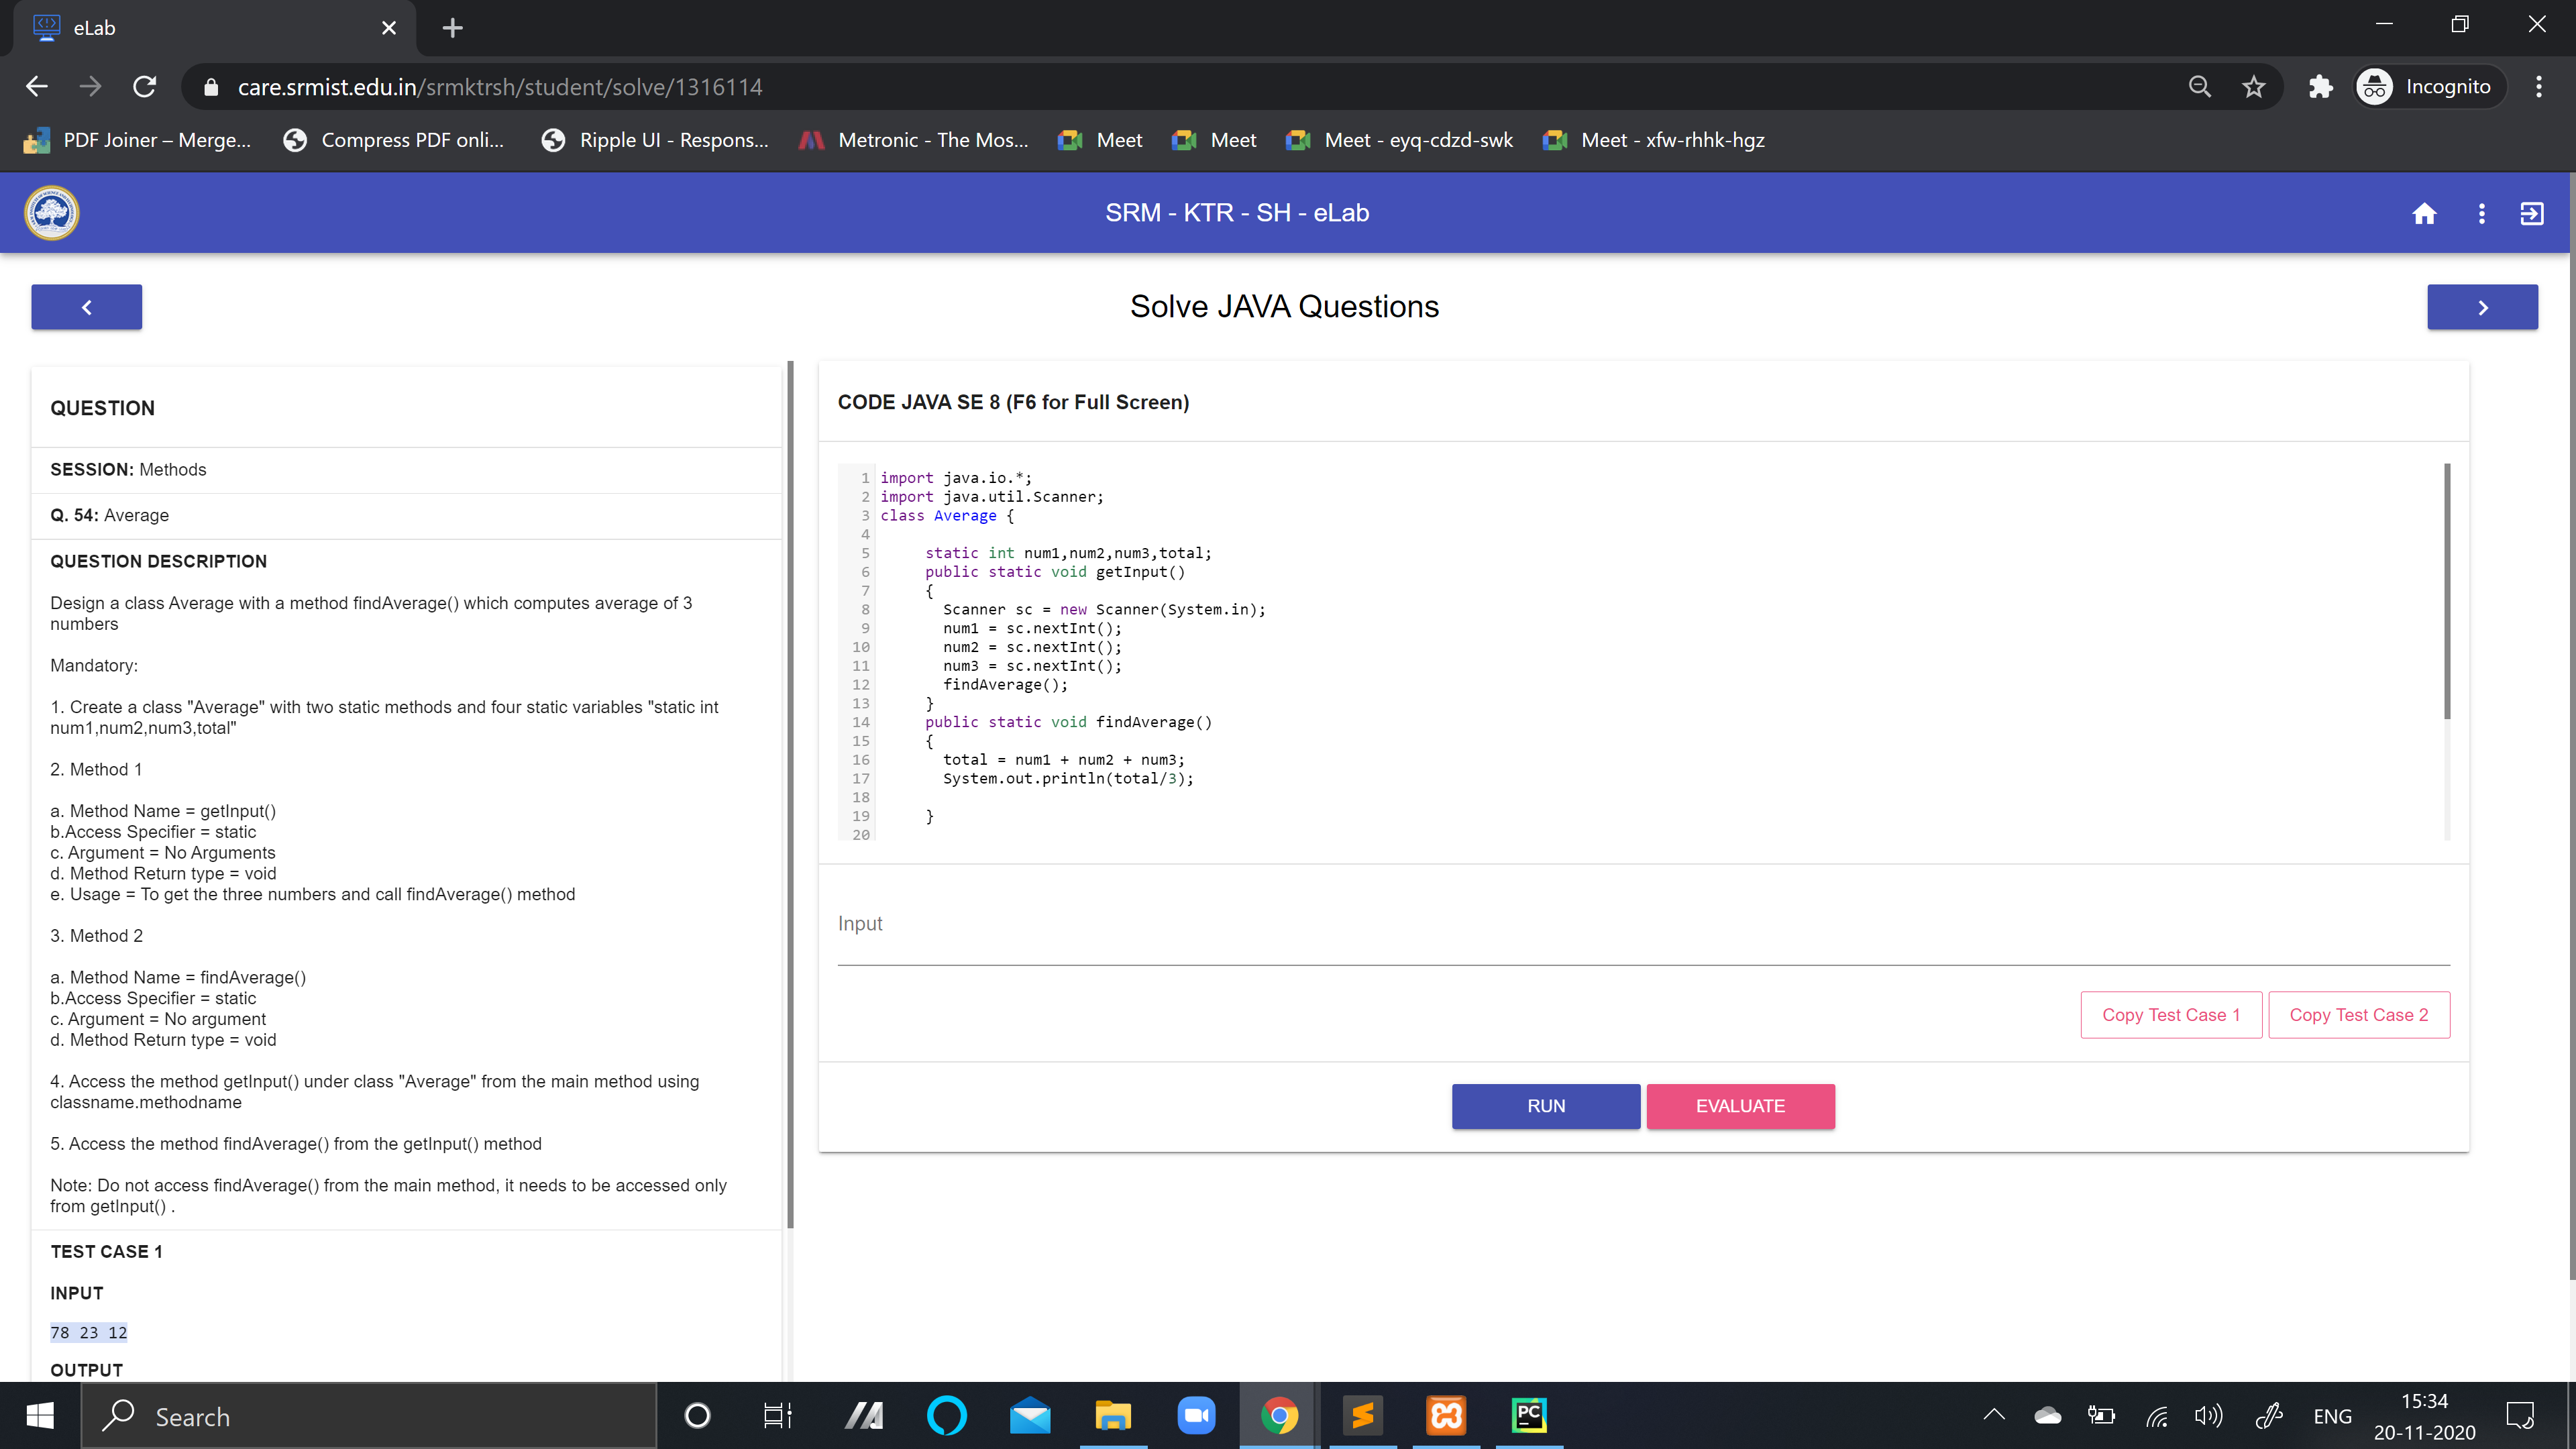 eLab
care.srmist.edu.in/srmktrsh/student/solve/1316114
Incognito
PDF Joiner – Merge...
Compress PDF onli...
Ripple UI - Respons...
Metronic - The Mos...
Meet
Meet
Meet - eyq-cdzd-swk
Meet - xfw-rhhk-hgz
SRM - KTR - SH - eLab
Solve JAVA Questions
QUESTION
SESSION: Methods
Q. 54: Average
QUESTION DESCRIPTION
Design a class Average with a method findAverage() which computes average of 3
numbers
Mandatory:
1. Create a class "Average" with two static methods and four static variables "static int
num1,num2,num3,total"
2. Method 1
a. Method Name = getInput()
b.Access Specifier = static
c. Argument = No Arguments
d. Method Return type = void
e. Usage = To get the three numbers and call findAverage() method
3. Method 2
a. Method Name = findAverage()
b.Access Specifier = static
c. Argument = No argument
d. Method Return type = void
4. Access the method getInput() under class "Average" from the main method using
classname.methodname
5. Access the method findAverage() from the getInput() method
Note: Do not access findAverage() from the main method, it needs to be accessed only
from getInput() .
TEST CASE 1
INPUT
78 23 12
OUTPUT
CODE JAVA SE 8 (F6 for Full Screen)
1 import java.io.*;
2 import java.util.Scanner;
3 class Average {
4
5 static int num1,num2,num3,total;
6 public static void getInput()
7 {
8 Scanner sc = new Scanner(System.in);
9 num1 = sc.nextInt();
10 num2 = sc.nextInt();
11 num3 = sc.nextInt();
12 findAverage();
13 }
14 public static void findAverage()
15 {
16 total = num1 + num2 + num3;
17 System.out.println(total/3);
18
19 }
20
Input
Copy Test Case 1
Copy Test Case 2
RUN
EVALUATE
Search
PC
ENG
15:34
20-11-2020